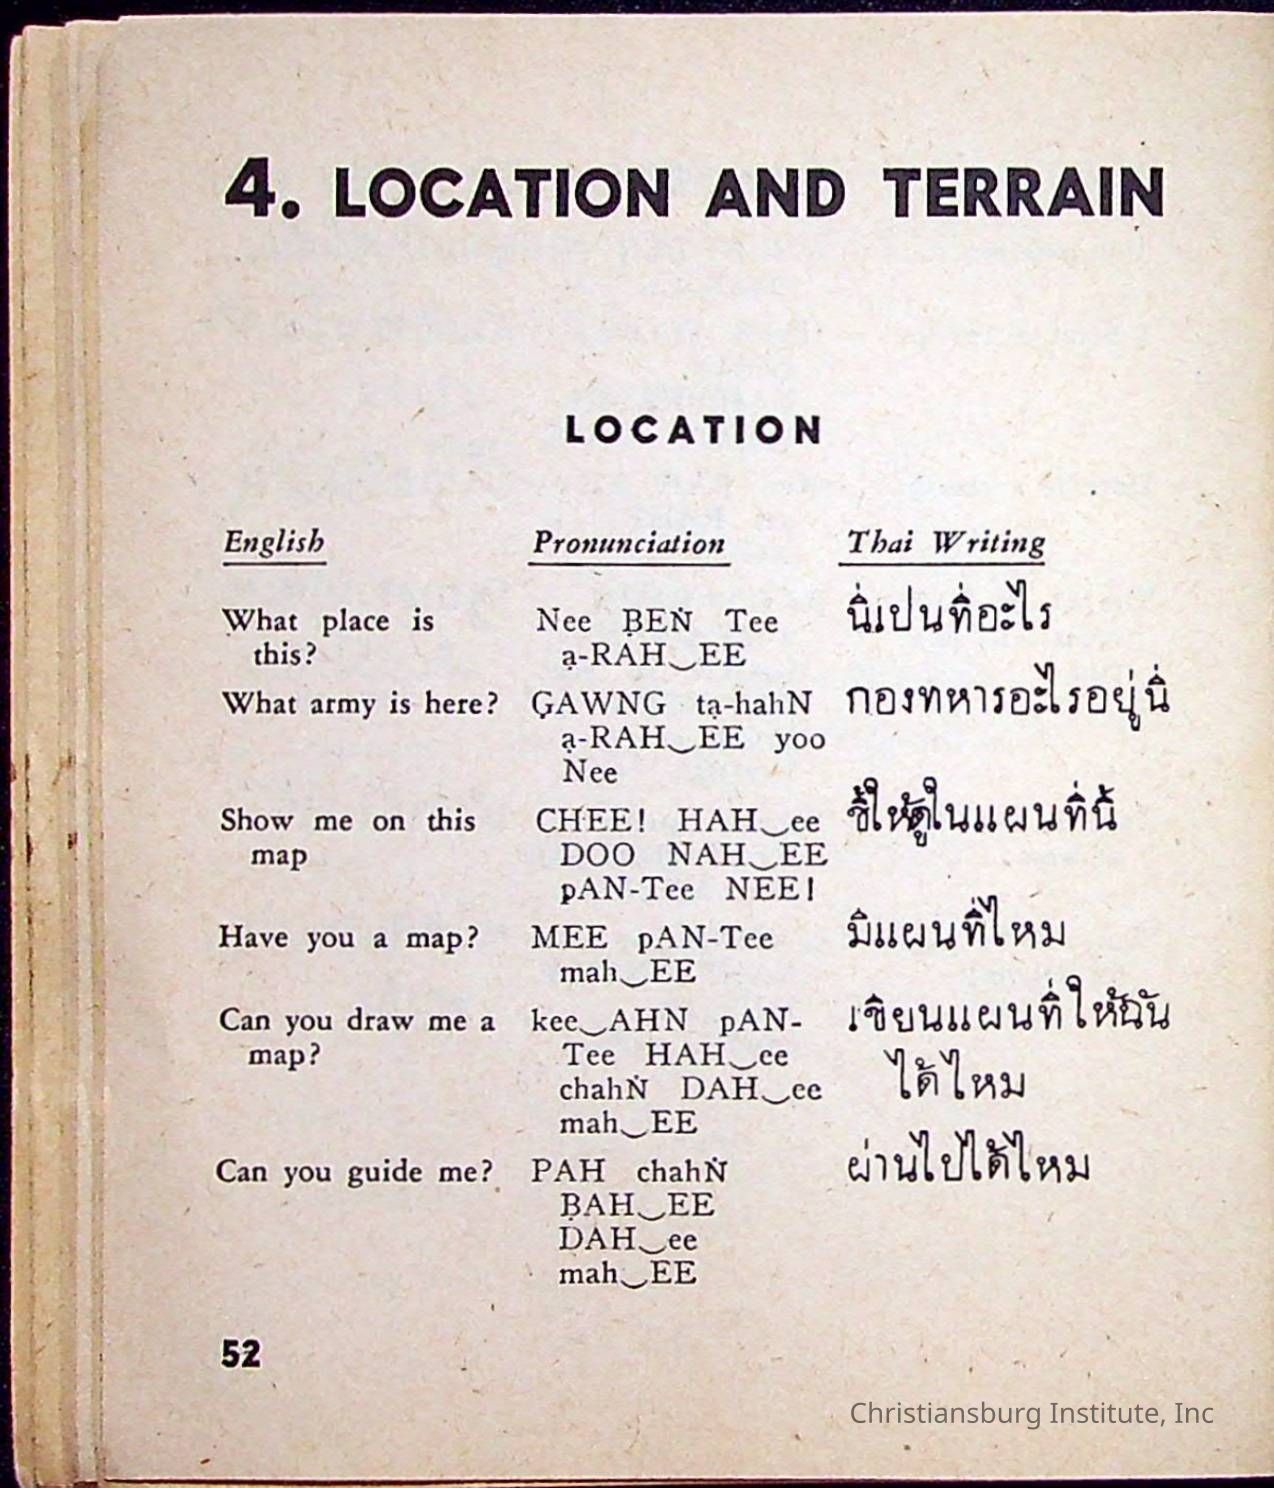 4. LOCATION AND TERRAIN
LOCATION
English Pronunciation Thai Writing
What place is Nee ḄEṄ Tee นี่เปนที่อะไร
this? ạ-RAH‿EE
What army is here? G̣AWNG tạ-hahN กองทหารอะไรอยู่นี่
ạ-RAH‿EE yoo
Nee
Show me on this CHEE! HAH‿ee ชี้ให้ดูในแผนที่นี้
map DOO NAH‿EE
pAN-Tee NEE!
Have you a map? MEE pAN-Tee มีแผนที่ไหม
mah‿EE
Can you draw me a kee‿AHN pAN- เขียนแผนที่ให้ฉัน
map? Tee HAH‿ee ได้ไหม
chahṄ DAH‿ee
mah‿EE
Can you guide me? PAH chahṄ ผ่านไปได้ไหม
ḄAH‿EE
DAH‿ee
mah‿EE
52
Christiansburg Institute, Inc